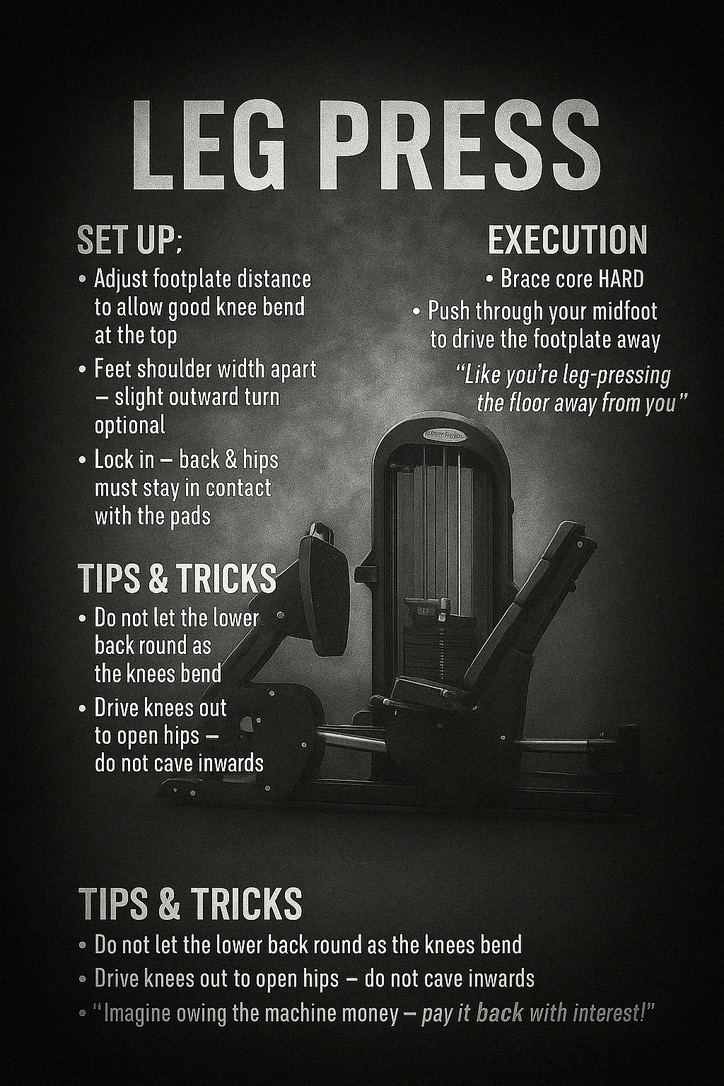 LEG PRESS
SET UP:
• Adjust footplate distance
to allow good knee bend
at the top
• Feet shoulder width apart
– slight outward turn
optional
• Lock in – back & hips
must stay in contact
with the pads
EXECUTION
• Brace core HARD
• Push through your midfoot
to drive the footplate away
“Like you’re leg-pressing
the floor away from you”
TIPS & TRICKS
• Do not let the lower
back round as
the knees bend
• Drive knees out
to open hips –
do not cave inwards
TIPS & TRICKS
• Do not let the lower back round as the knees bend
• Drive knees out to open hips – do not cave inwards
• “Imagine owing the machine money – pay it back with interest!”